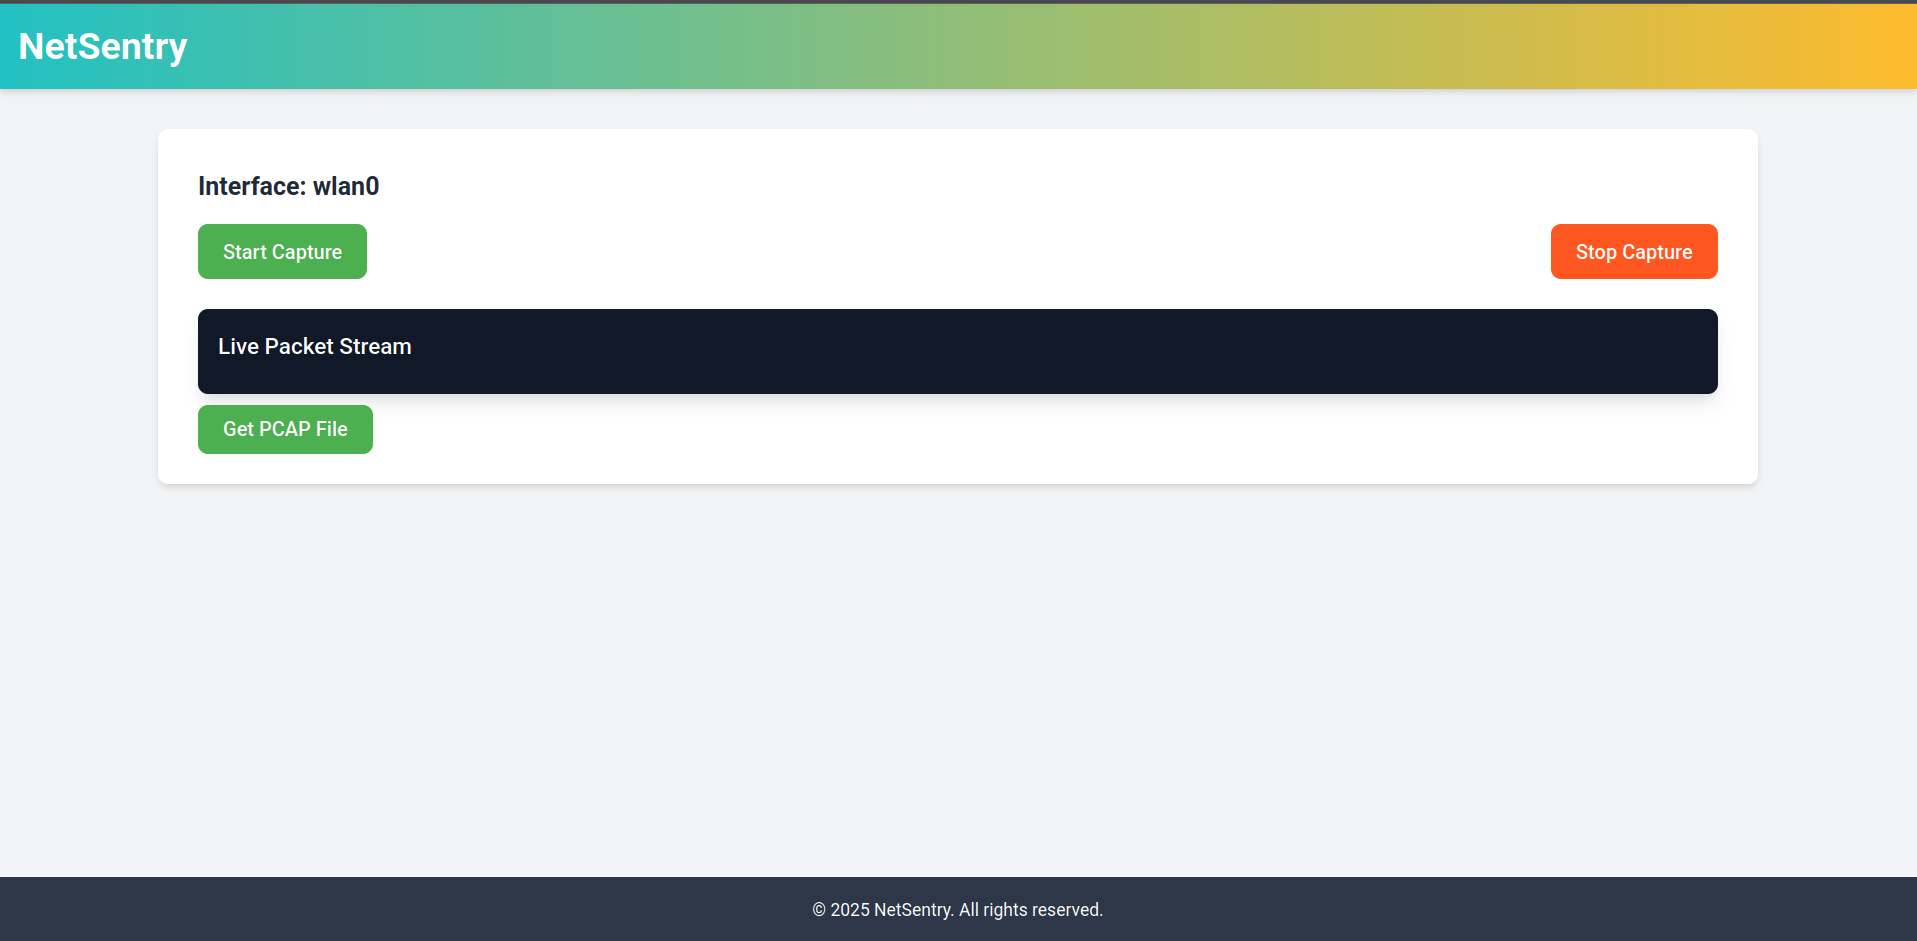 NetSentry
Interface: wlan0
Start Capture
Stop Capture
Live Packet Stream
Get PCAP File
© 2025 NetSentry. All rights reserved.